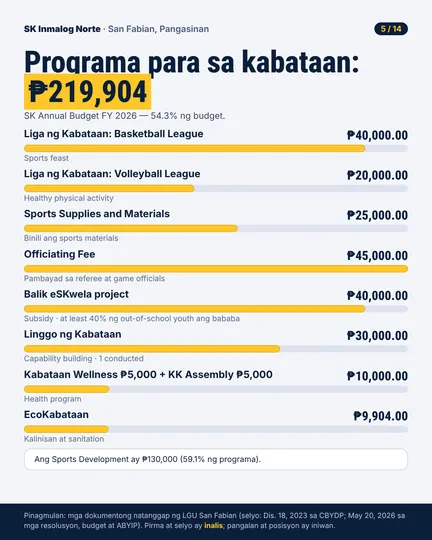 SK Inmalog Norte · San Fabian, Pangasinan
5 / 14
Programa para sa kabataan:
₱219,904
SK Annual Budget FY 2026 — 54.3% ng budget.
Liga ng Kabataan: Basketball League ₱40,000.00
Sports feast
Liga ng Kabataan: Volleyball League ₱20,000.00
Healthy physical activity
Sports Supplies and Materials ₱25,000.00
Binili ang sports materials
Officiating Fee ₱45,000.00
Pambayad sa referee at game officials
Balik eSKwela project ₱40,000.00
Subsidy · at least 40% ng out-of-school youth ang bababa
Linggo ng Kabataan ₱30,000.00
Capability building · 1 conducted
Kabataan Wellness ₱5,000 + KK Assembly ₱5,000 ₱10,000.00
Health program
EcoKabataan ₱9,904.00
Kalinisan at sanitation
Ang Sports Development ay ₱130,000 (59.1% ng programa).
Pinagmulan: mga dokumentong natanggap ng LGU San Fabian (selyo: Dis. 18, 2023 sa CBYDP; May 20, 2026 sa
mga resolusyon, budget at ABYIP). Pirma at selyo ay inalis; pangalan at posisyon ay iniwan.